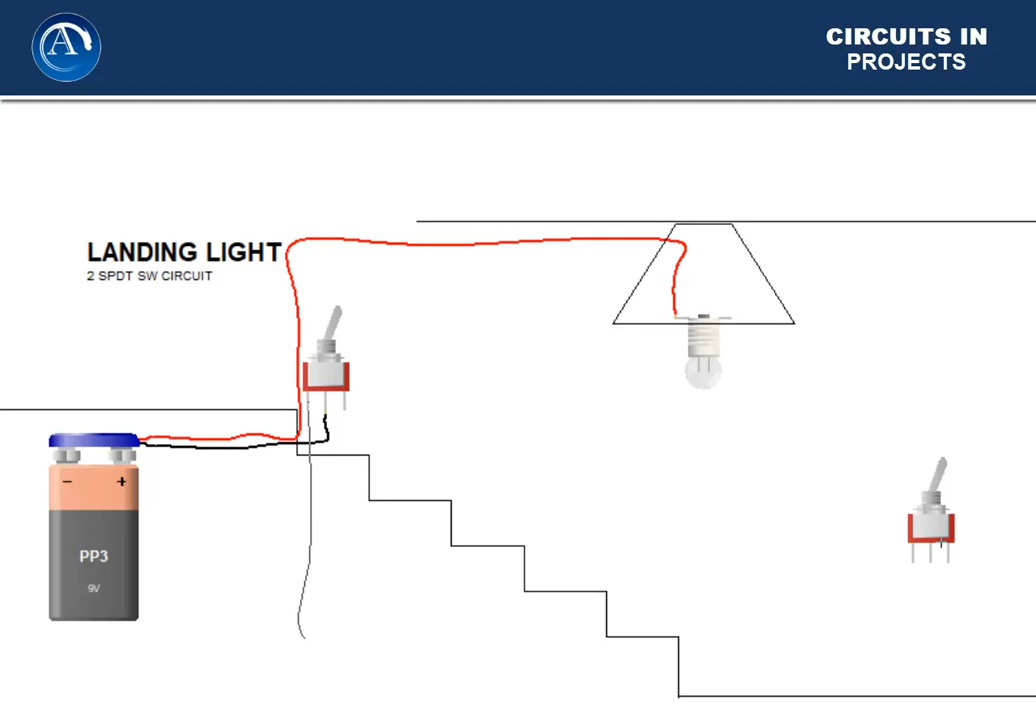 A
CIRCUITS IN
PROJECTS
LANDING LIGHT
2 SPDT SW CIRCUIT
− +
PP3
9V